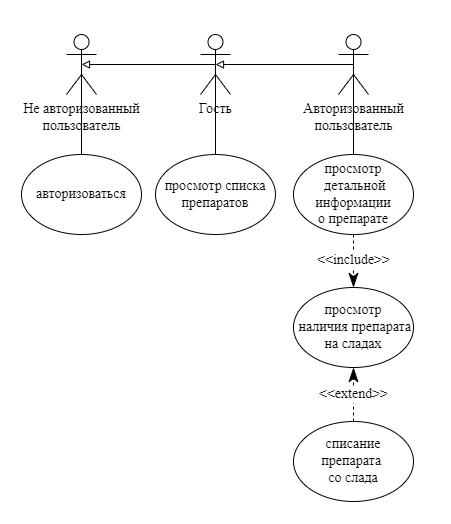 Не авторизованный
пользователь
Гость
Авторизованный
пользователь
авторизоваться
просмотр списка
препаратов
просмотр
детальной
информации
о препарате
<<include>>
просмотр
наличия препарата
на сладах
<<extend>>
списание
препарата
со слада